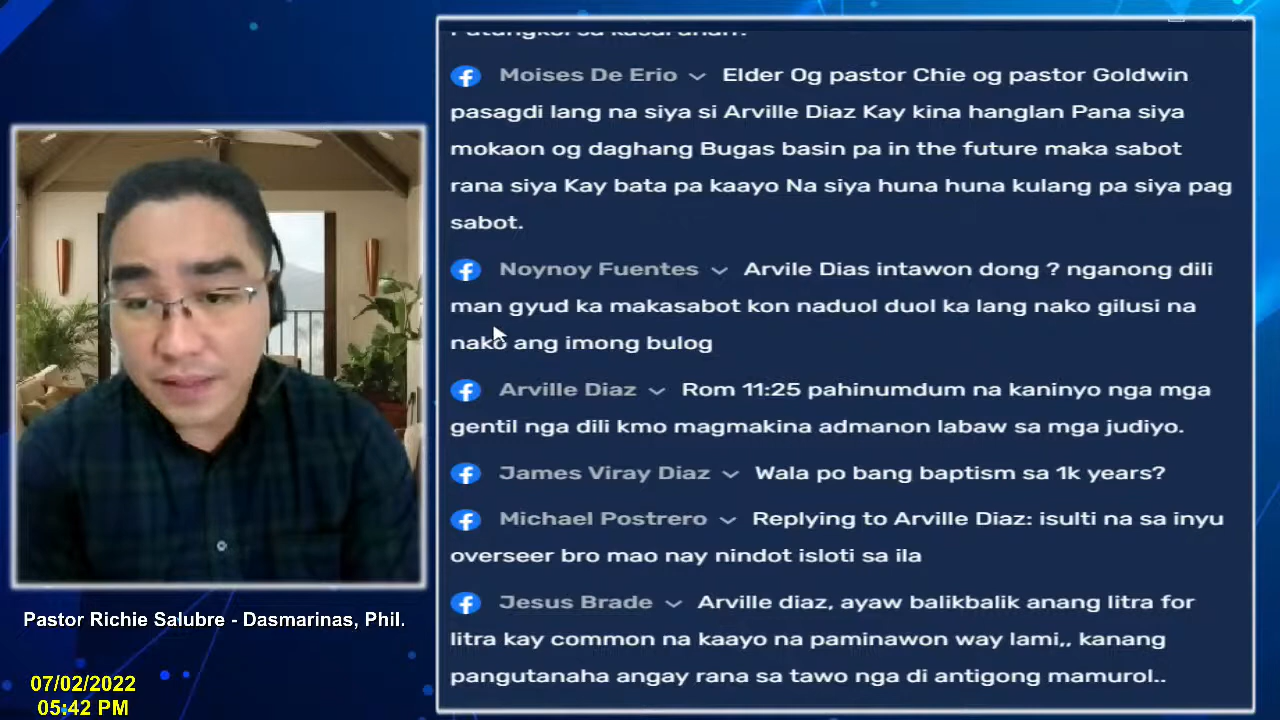 Moises De Erio Elder Og pastor Chie og pastor Goldwin
pasagdi lang na siya si Arville Diaz Kay kina hanglan Pana siya
mokaon og daghang Bugas basin pa in the future maka sabot
rana siya Kay bata pa kaayo Na siya huna huna kulang pa siya pag
sabot.
Noynoy Fuentes Arvile Dias intawon dong ? nganong dili
man gyud ka makasabot kon naduol duol ka lang nako gilusi na
nako ang imong bulog
Arville Diaz Rom 11:25 pahinumdum na kaninyo nga mga
gentil nga dili kmo magmakina admanon labaw sa mga judiyo.
James Viray Diaz Wala po bang baptism sa 1k years?
Michael Postrero Replying to Arville Diaz: isulti na sa inyu
overseer bro mao nay nindot isloti sa ila
Jesus Brade Arville diaz, ayaw balikbalik anang litra for
litra kay common na kaayo na paminawon way lami,, kanang
pangutanaha angay rana sa tawo nga di antigong mamurol..
Pastor Richie Salubre - Dasmarinas, Phil.
07/02/2022
05:42 PM